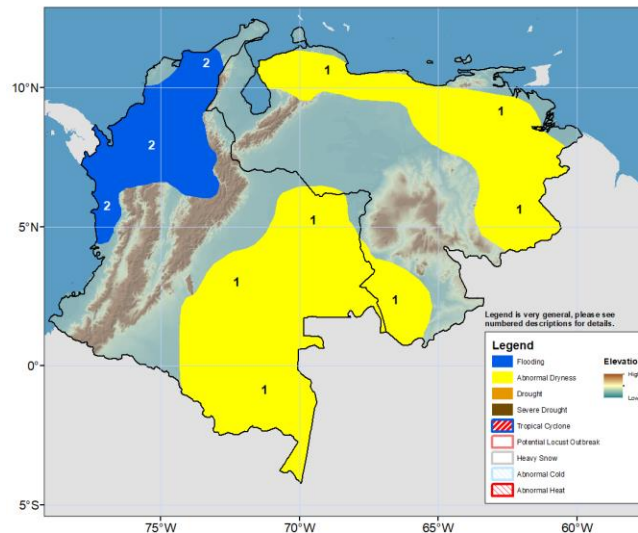 2
1
10°N
1
2
2
1
1
5°N
1
1
Legend is very general, please see
numbered descriptions for details.
Legend
Flooding
Abnormal Dryness
Drought
Severe Drought
Tropical Cyclone
Potential Locust Outbreak
Heavy Snow
Abnormal Cold
Abnormal Heat
Elevatio
High
Low
0°
1
5°S
75°W
70°W
65°W
60°W